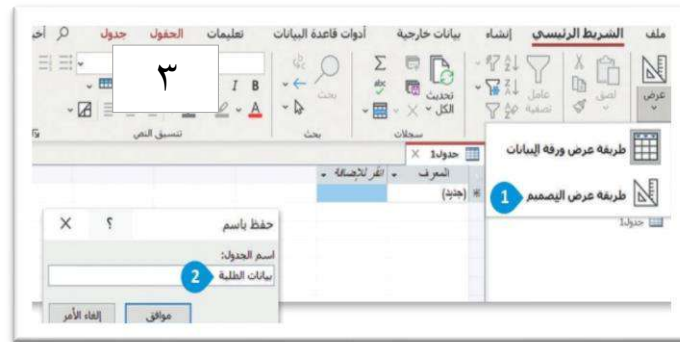 ملف الشريط الرئيسي إنشاء بيانات خارجية أدوات قاعدة البيانات تعليمات الحقول جدول
عرض
لصق
عامل تصفية
تحديث الكل
بحث
B I
A
سجلات
بحث
تنسيق النص
٣
طريقة عرض ورقة البيانات
طريقة عرض التصميم 1
جدول1
جدول1 ×
المعرف
انقر للإضافة
(جديد)
حفظ باسم ؟ X
اسم الجدول:
بيانات الطلبة 2
موافق
إلغاء الأمر